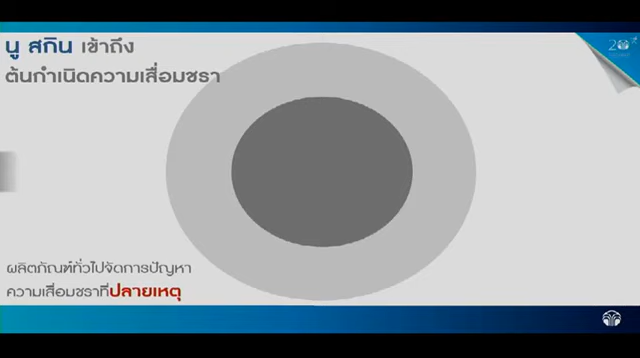 นู สกิน เข้าถึง
ต้นกำเนิดความเสื่อมชรา
ผลิตภัณฑ์ทั่วไปจัดการปัญหา
ความเสื่อมชราที่ปลายเหตุ